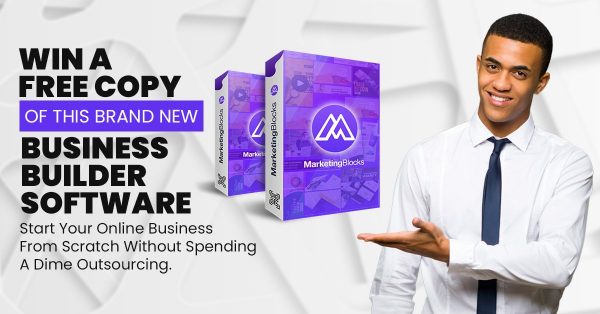 WIN A
FREE COPY
OF THIS BRAND NEW
BUSINESS
BUILDER
SOFTWARE
Start Your Online Business
From Scratch Without Spending
A Dime Outsourcing.
MarketingBlocks
MarketingBlocks
MarketingBlocks